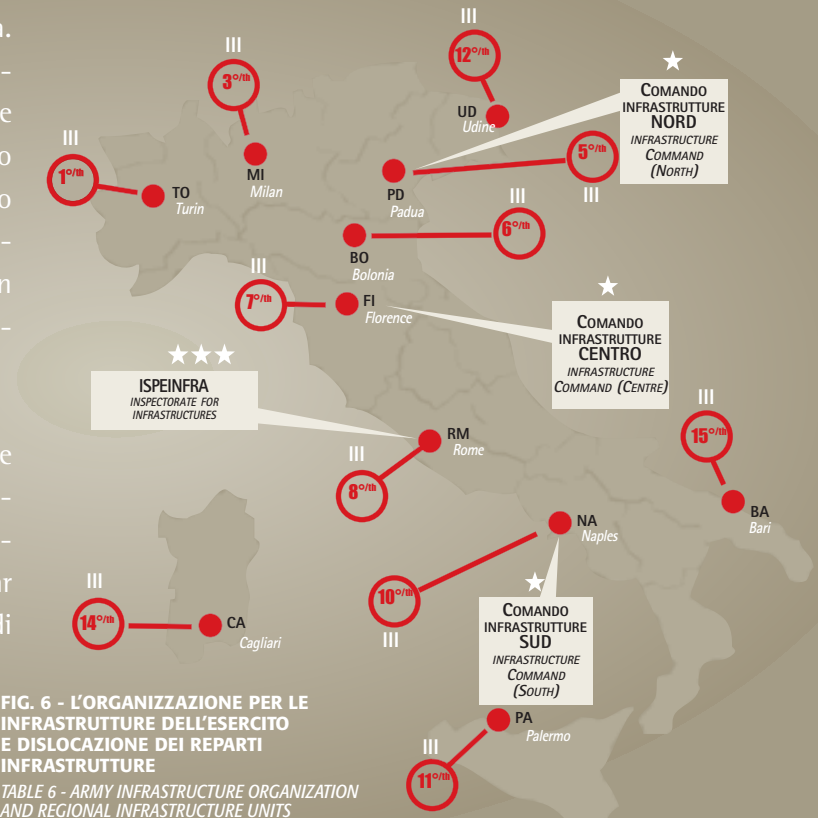 n.
-
e
o
o
-
n
-
e
-
-
ar
di
III
3°/th
MI
Milan
III
12°/th
UD
Udine
COMANDO
INFRASTRUTTURE
NORD
INFRASTRUCTURE
COMMAND
(NORTH)
III
1°/th
TO
Turin
5°/th
III
PD
Padua
III
6°/th
BO
Bolonia
III
7°/th
FI
Florence
COMANDO
INFRASTRUTTURE
CENTRO
INFRASTRUCTURE
COMMAND (CENTRE)
ISPEINFRA
INSPECTORATE FOR
INFRASTRUCTURES
RM
Rome
III
8°/th
III
15°/th
BA
Bari
NA
Naples
10°/th
III
COMANDO
INFRASTRUTTURE
SUD
INFRASTRUCTURE
COMMAND
(SOUTH)
III
14°/th
CA
Cagliari
PA
Palermo
III
11°/th
FIG. 6 - L'ORGANIZZAZIONE PER LE
INFRASTRUTTURE DELL'ESERCITO
E DISLOCAZIONE DEI REPARTI
INFRASTRUTTURE
TABLE 6 - ARMY INFRASTRUCTURE ORGANIZATION
AND REGIONAL INFRASTRUCTURE UNITS